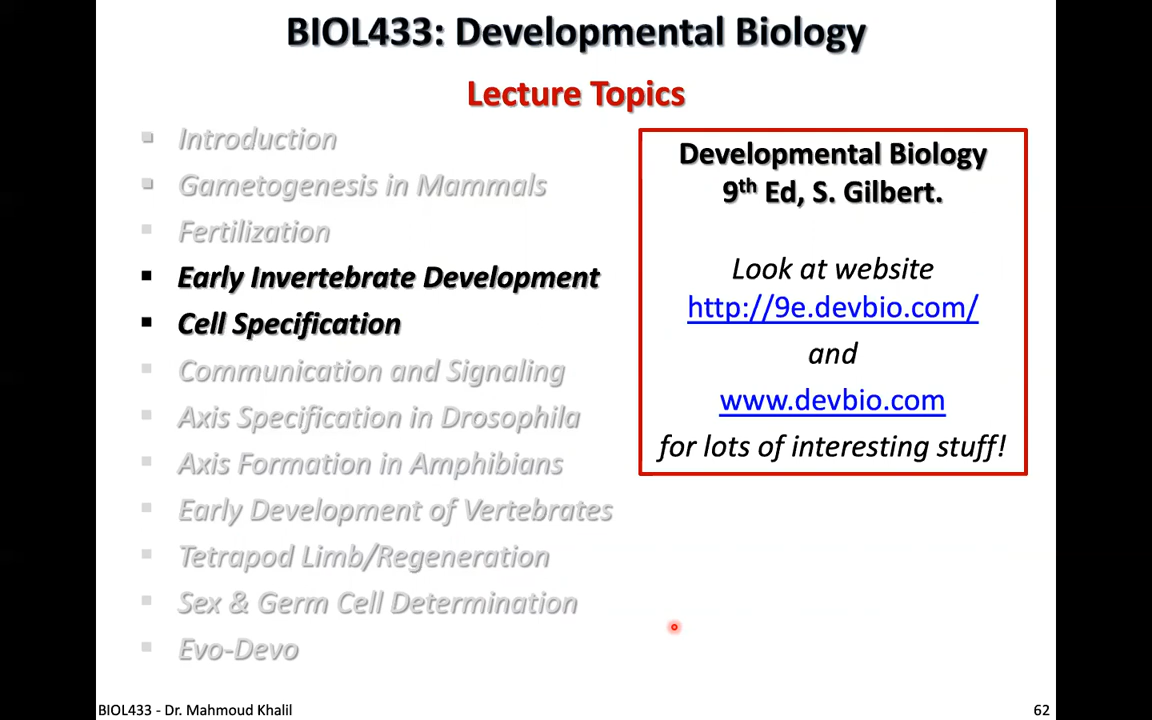 BIOL433: Developmental Biology
Lecture Topics
▪ Introduction
▪ Gametogenesis in Mammals
▪ Fertilization
▪ Early Invertebrate Development
▪ Cell Specification
▪ Communication and Signaling
▪ Axis Specification in Drosophila
▪ Axis Formation in Amphibians
▪ Early Development of Vertebrates
▪ Tetrapod Limb/Regeneration
▪ Sex & Germ Cell Determination
▪ Evo-Devo
Developmental Biology
9th Ed, S. Gilbert.
Look at website
http://9e.devbio.com/
and
www.devbio.com
for lots of interesting stuff!
BIOL433 - Dr. Mahmoud Khalil
62